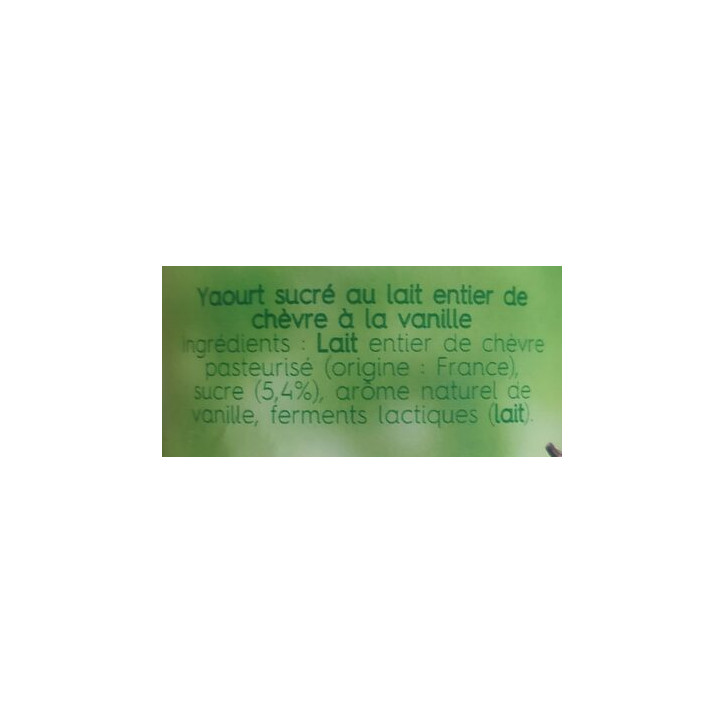 Yaourt sucré au lait entier de
chèvre à la vanille
Ingrédients : Lait entier de chèvre
pasteurisé (origine : France),
sucre (5,4%), arôme naturel de
vanille, ferments lactiques (lait).